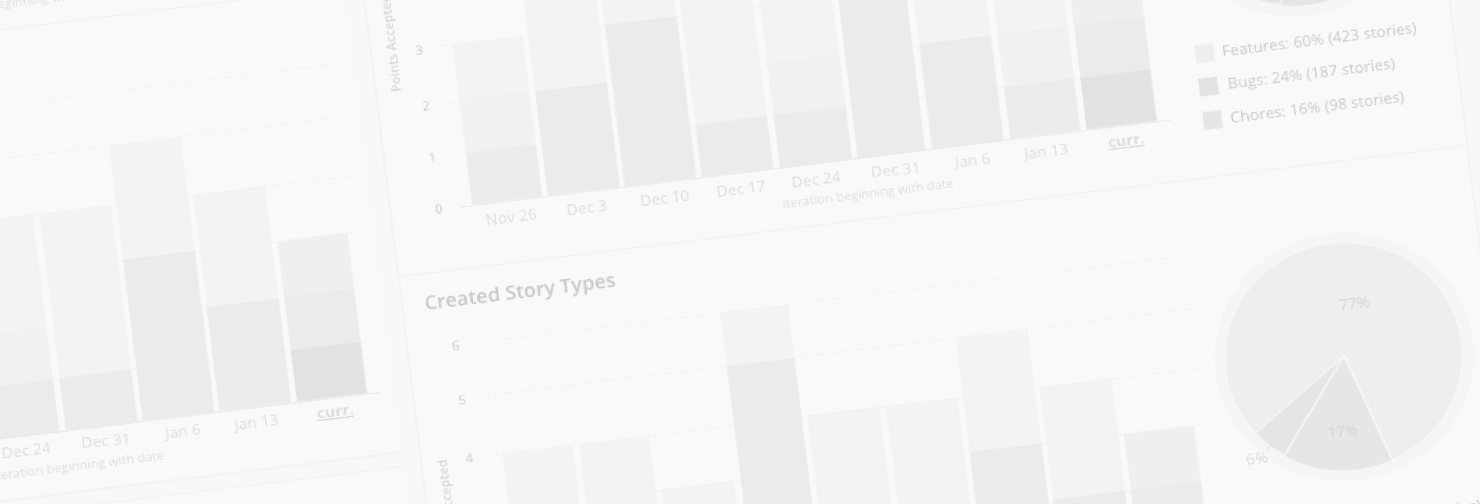 Points Accepted
3
2
1
0
Nov 26
Dec 3
Dec 10
Dec 17
Dec 24
Dec 31
Jan 6
Jan 13
curr.
Iteration beginning with date
Features: 60% (423 stories)
Bugs: 24% (187 stories)
Chores: 16% (98 stories)
Dec 24
Dec 31
Jan 6
Jan 13
curr.
eration beginning with date
Created Story Types
6
5
4
ccepted
77%
17%
6%